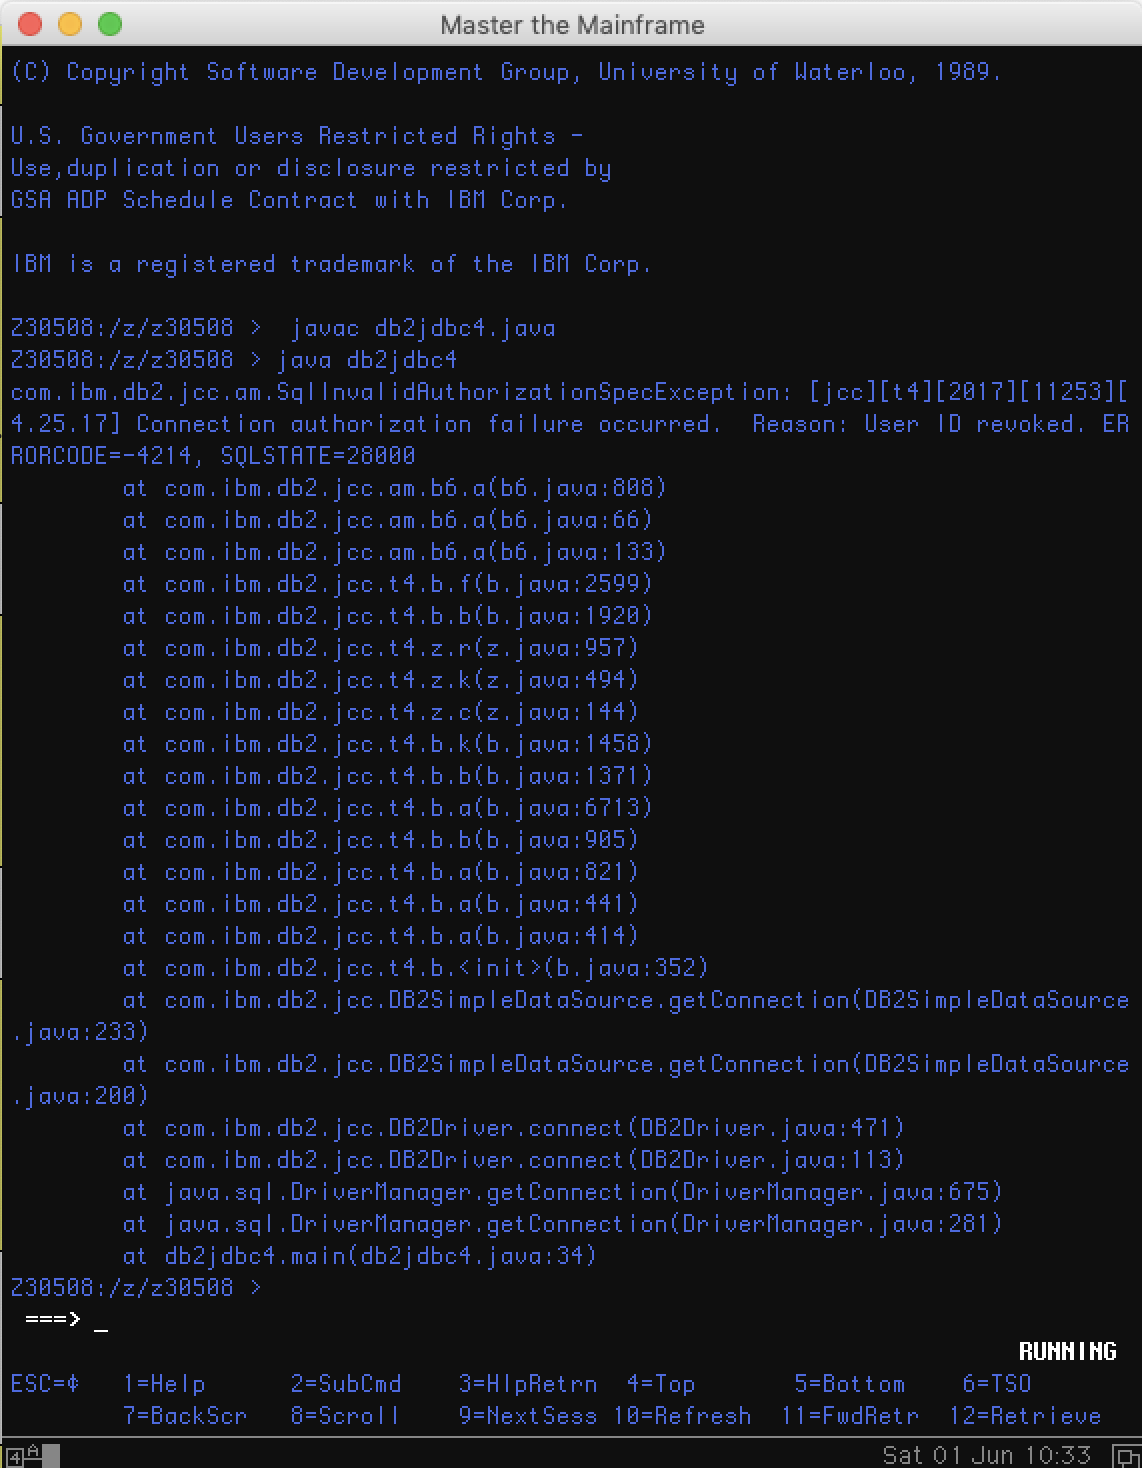 Master the Mainframe
(C) Copyright Software Development Group, University of Waterloo, 1989.
U.S. Government Users Restricted Rights -
Use,duplication or disclosure restricted by
GSA ADP Schedule Contract with IBM Corp.
IBM is a registered trademark of the IBM Corp.
Z30508:/z/z30508 >  javac db2jdbc4.java
Z30508:/z/z30508 > java db2jdbc4
com.ibm.db2.jcc.am.SqlInvalidAuthorizationSpecException: [jcc][t4][2017][11253][
4.25.17] Connection authorization failure occurred.  Reason: User ID revoked. ER
RORCODE=-4214, SQLSTATE=28000
        at com.ibm.db2.jcc.am.b6.a(b6.java:808)
        at com.ibm.db2.jcc.am.b6.a(b6.java:66)
        at com.ibm.db2.jcc.am.b6.a(b6.java:133)
        at com.ibm.db2.jcc.t4.b.f(b.java:2599)
        at com.ibm.db2.jcc.t4.b.b(b.java:1920)
        at com.ibm.db2.jcc.t4.z.r(z.java:957)
        at com.ibm.db2.jcc.t4.z.k(z.java:494)
        at com.ibm.db2.jcc.t4.z.c(z.java:144)
        at com.ibm.db2.jcc.t4.b.k(b.java:1458)
        at com.ibm.db2.jcc.t4.b.b(b.java:1371)
        at com.ibm.db2.jcc.t4.b.a(b.java:6713)
        at com.ibm.db2.jcc.t4.b.b(b.java:905)
        at com.ibm.db2.jcc.t4.b.a(b.java:821)
        at com.ibm.db2.jcc.t4.b.a(b.java:441)
        at com.ibm.db2.jcc.t4.b.a(b.java:414)
        at com.ibm.db2.jcc.t4.b.<init>(b.java:352)
        at com.ibm.db2.jcc.DB2SimpleDataSource.getConnection(DB2SimpleDataSource
.java:233)
        at com.ibm.db2.jcc.DB2SimpleDataSource.getConnection(DB2SimpleDataSource
.java:200)
        at com.ibm.db2.jcc.DB2Driver.connect(DB2Driver.java:471)
        at com.ibm.db2.jcc.DB2Driver.connect(DB2Driver.java:113)
        at java.sql.DriverManager.getConnection(DriverManager.java:675)
        at java.sql.DriverManager.getConnection(DriverManager.java:281)
        at db2jdbc4.main(db2jdbc4.java:34)
Z30508:/z/z30508 >
 ===> _
RUNNING
ESC=¢   1=Help      2=SubCmd    3=HlpRetrn  4=Top       5=Bottom    6=TSO
        7=BackScr   8=Scroll    9=NextSess 10=Refresh  11=FwdRetr  12=Retrieve
4 A Sat 01 Jun 10:33